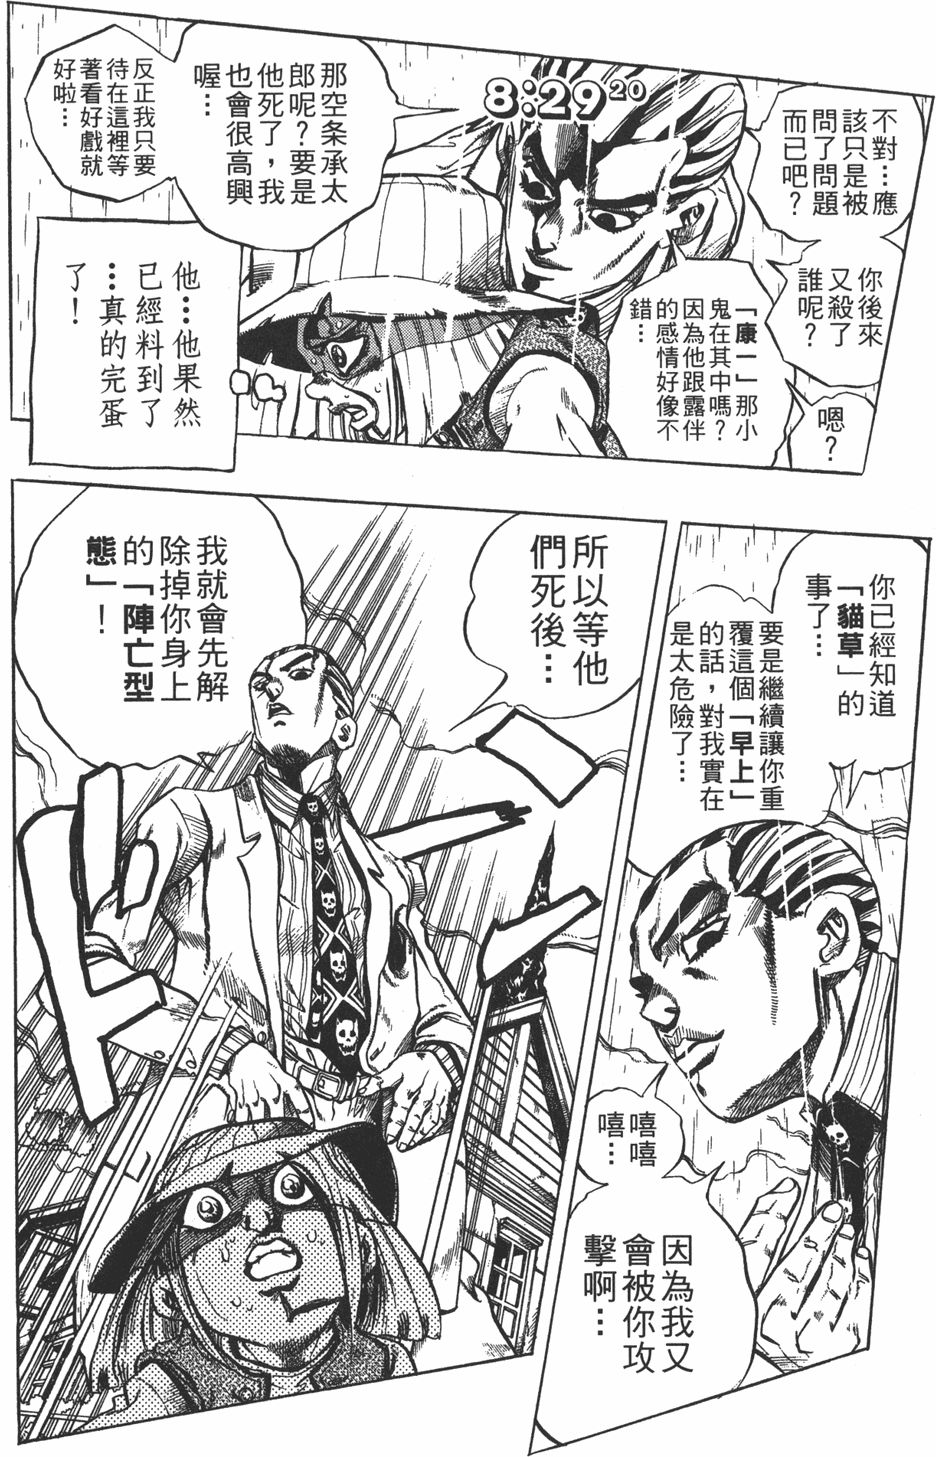 不對…應
該只是被
問了問題
而已吧？
你後來
又殺了
誰呢？
嗯？
「康一」那小
鬼在其中嗎？
因為他跟露伴
的感情好像不
錯…
8:29 20
那空条承太
郎呢？要是
他死了，我
也會很高興
喔…
反正我只要
待在這裡等
著看好戲就
好啦…
他…他果然
已經料到了
…真的完蛋
了！
你已經知道
「貓草」的
事了…
要是繼續讓你重
覆這個「早上」
的話，對我實在
是太危險了…
嘻嘻
嘻…
因為我又
會被你攻
擊啊…
所以等他
們死後…
我就會先解
除掉你身上
的「陣亡型
態」！